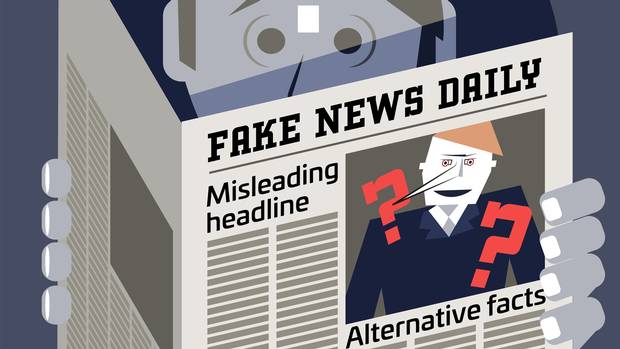 FAKE NEWS DAILY
Misleading
headline
? ?
Alternative facts